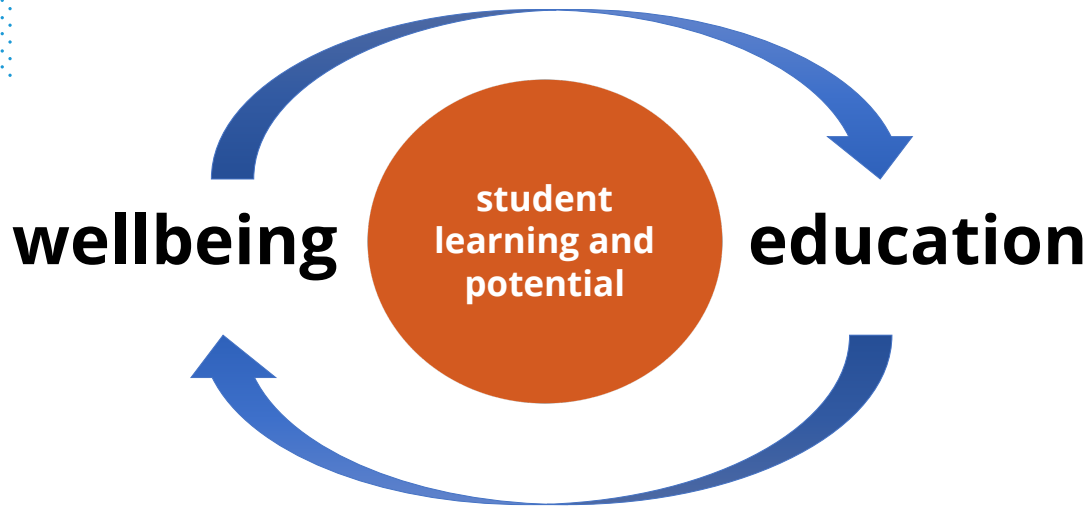 wellbeing
student
learning and
potential
education